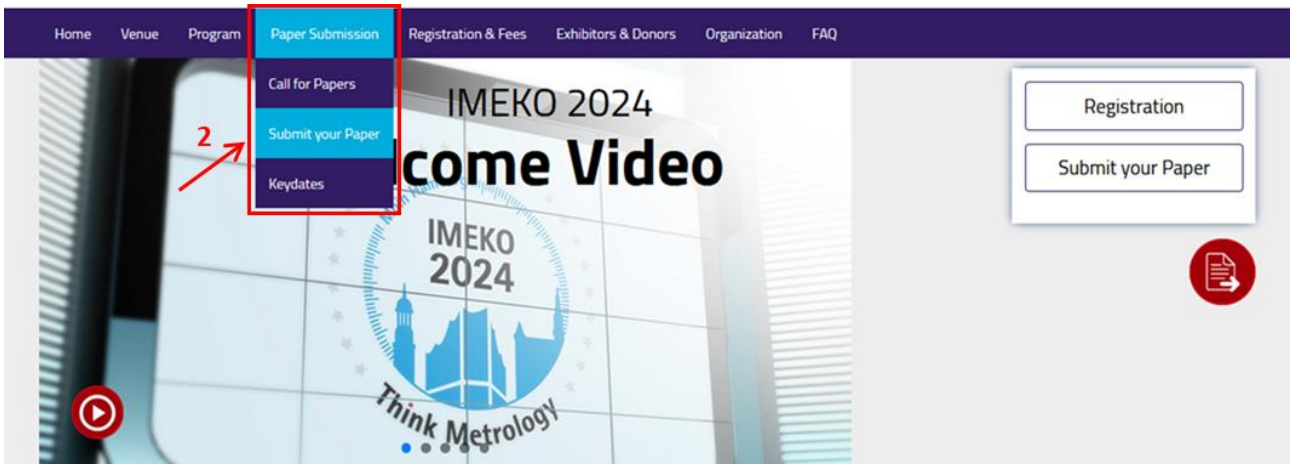 Home Venue Program Paper Submission Registration & Fees Exhibitors & Donors Organization FAQ
Call for Papers
Submit your Paper
Keydates
2
IMEKO 2024
lcome Video
IMEKO
2024
Think Metrology
Registration
Submit your Paper